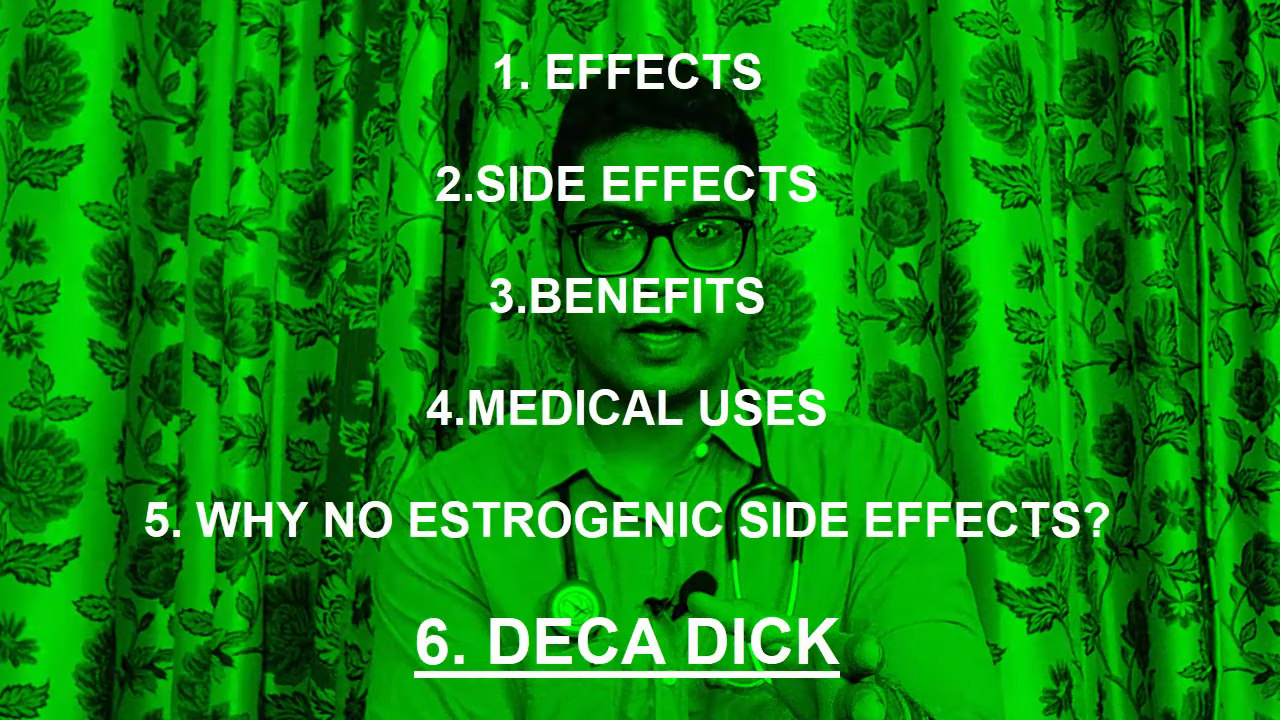 1. EFFECTS
2.SIDE EFFECTS
3.BENEFITS
4.MEDICAL USES
5. WHY NO ESTROGENIC SIDE EFFECTS?
6. DECA DICK